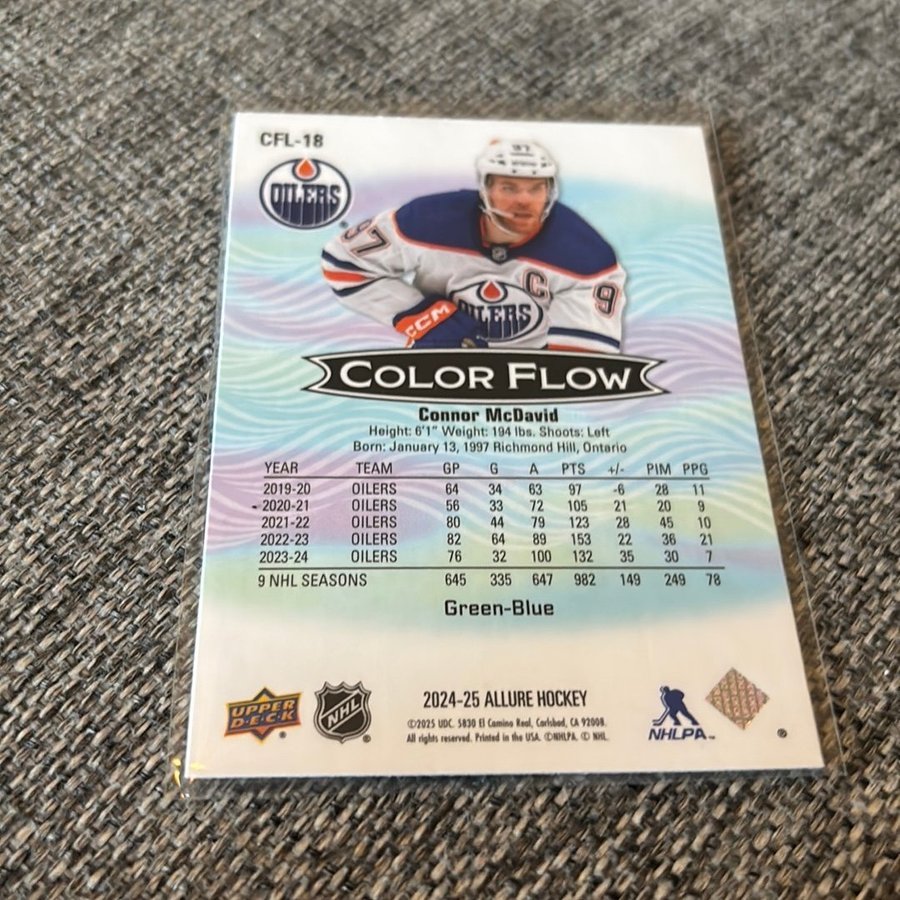 CFL-18
OILERS
97
97
C
9
CCM
OILERS
COLOR FLOW
Connor McDavid
Height: 6'1" Weight: 194 lbs. Shoots: Left
Born: January 13, 1997 Richmond Hill, Ontario
YEAR TEAM GP G A PTS +/- PIM PPG
2019-20 OILERS 64 34 63 97 -6 28 11
2020-21 OILERS 56 33 72 105 21 20 9
2021-22 OILERS 80 44 79 123 28 45 10
2022-23 OILERS 82 64 89 153 22 36 21
2023-24 OILERS 76 32 100 132 35 30 7
9 NHL SEASONS 645 335 647 982 149 249 78
Green-Blue
2024-25 ALLURE HOCKEY
©2025 UDC. 5830 El Camino Real, Carlsbad, CA 92008.
All rights reserved. Printed in the USA. ©NHLPA. © NHL.
UPPER DECK ®
NHL ®
NHLPA™
®